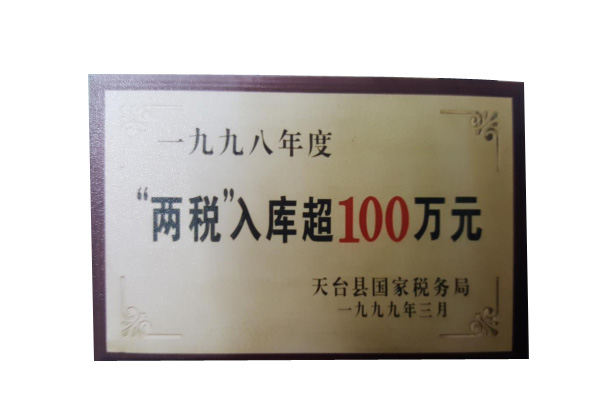 一九九八年度
“两税”入库超100万元
天台县国家税务局
一九九九年三月